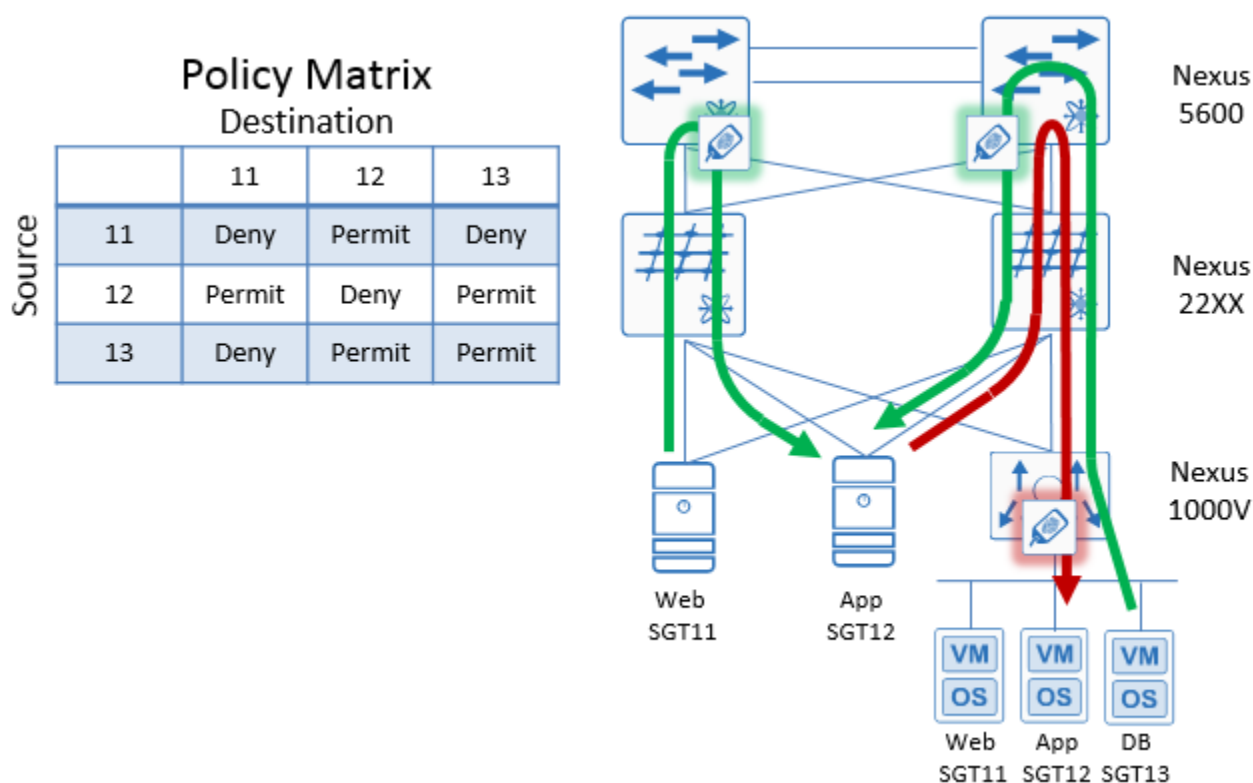 Policy Matrix
Destination
Source
11 12 13
11 Deny Permit Deny
12 Permit Deny Permit
13 Deny Permit Permit
Nexus
5600
Nexus
22XX
Nexus
1000V
Web
SGT11
App
SGT12
VM VM VM
OS OS OS
Web App DB
SGT11 SGT12 SGT13